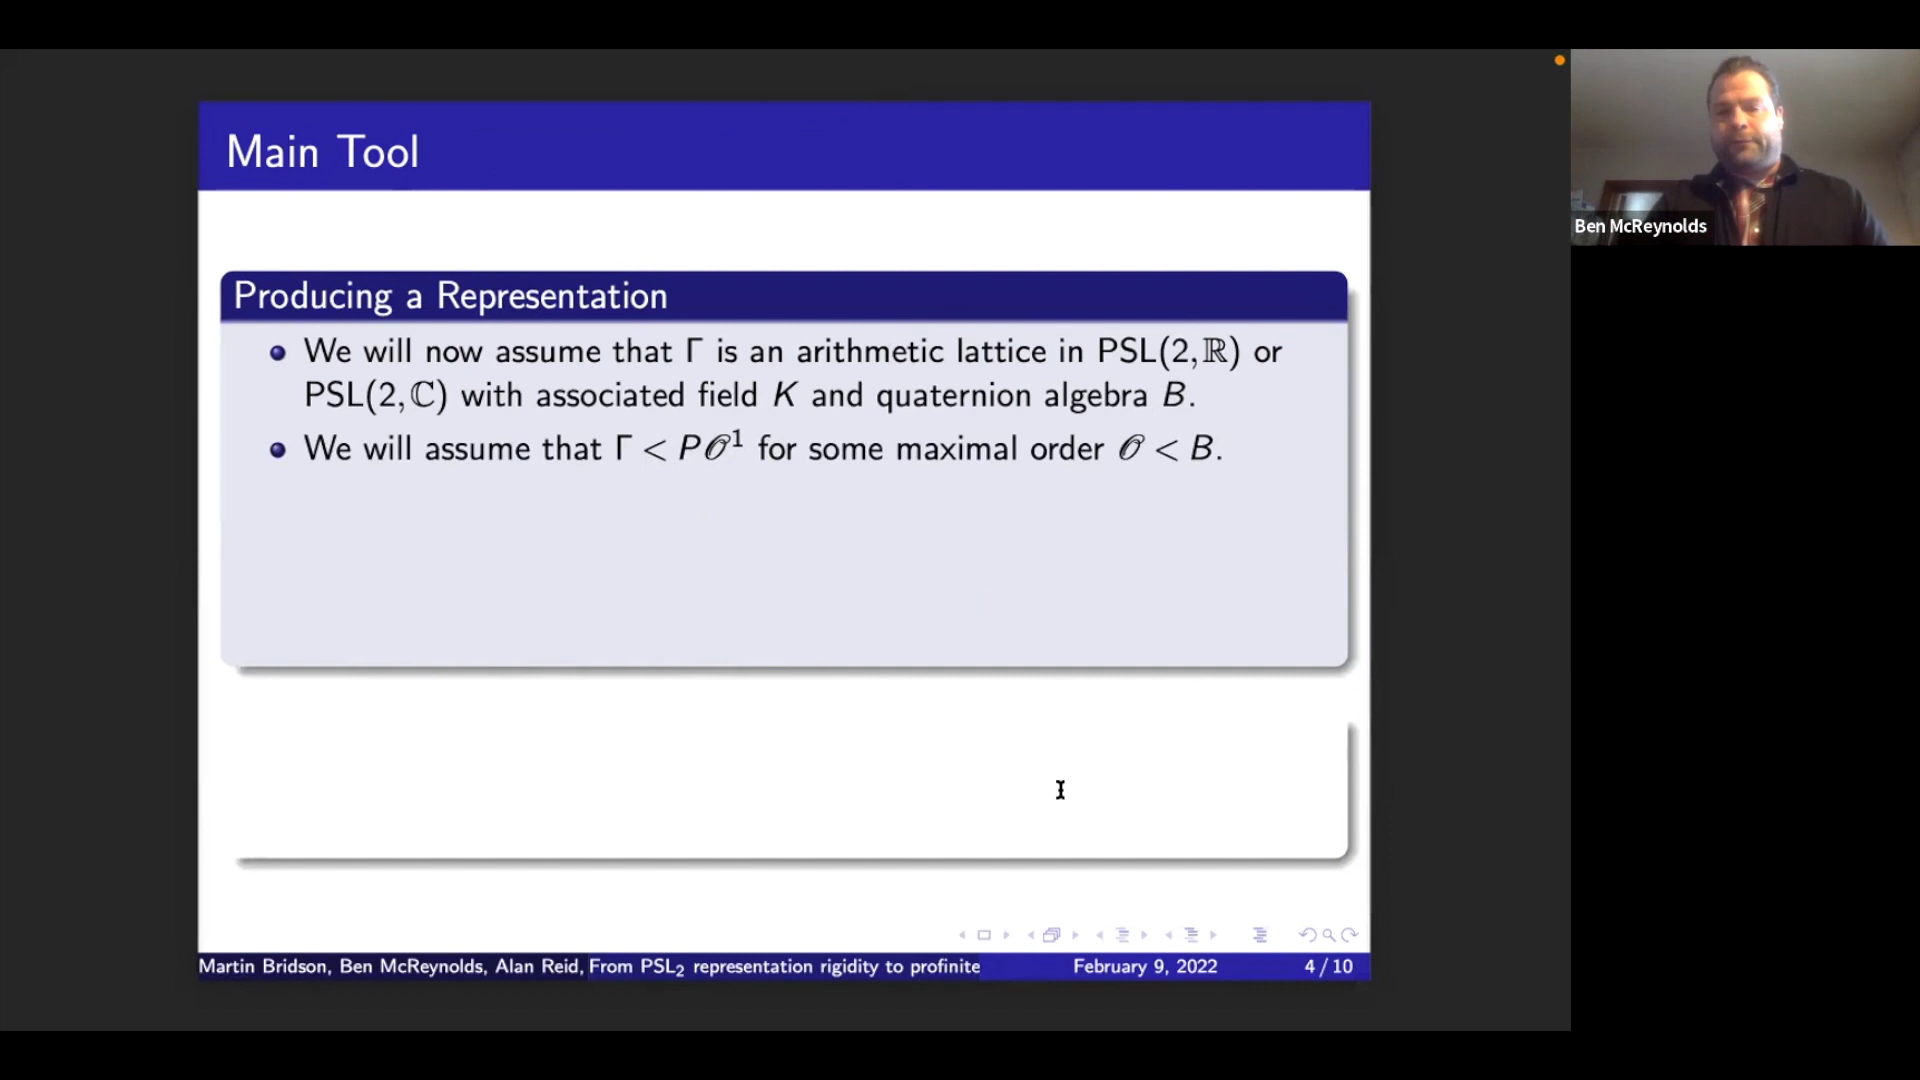 Main Tool
Producing a Representation
We will now assume that Γ is an arithmetic lattice in PSL(2,ℝ) or
PSL(2,ℂ) with associated field K and quaternion algebra B.
We will assume that Γ < P𝒪¹ for some maximal order 𝒪 < B.
Martin Bridson, Ben McReynolds, Alan Reid, From PSL₂ representation rigidity to profinite February 9, 2022 4 / 10
Ben McReynolds